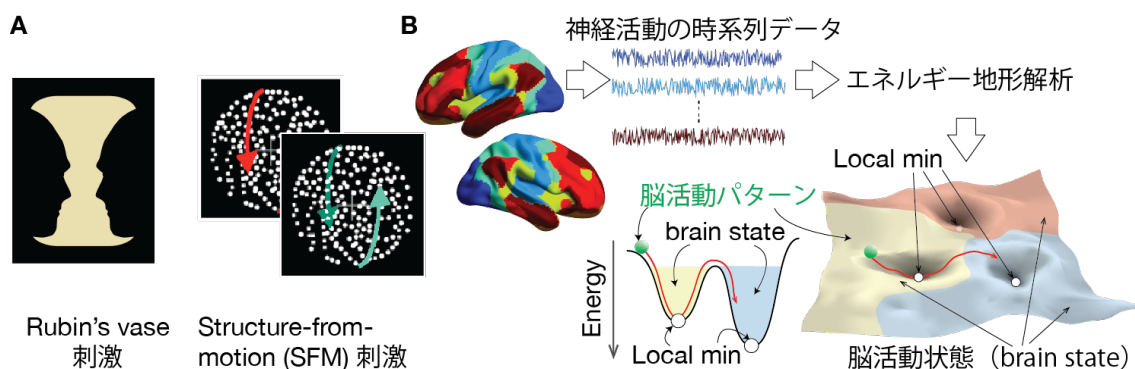 A
Rubin's vase
刺激
Structure-from-
motion (SFM) 刺激
B
神経活動の時系列データ
エネルギー地形解析
Local min
脳活動パターン
brain state
Energy
Local min
脳活動状態（brain state）